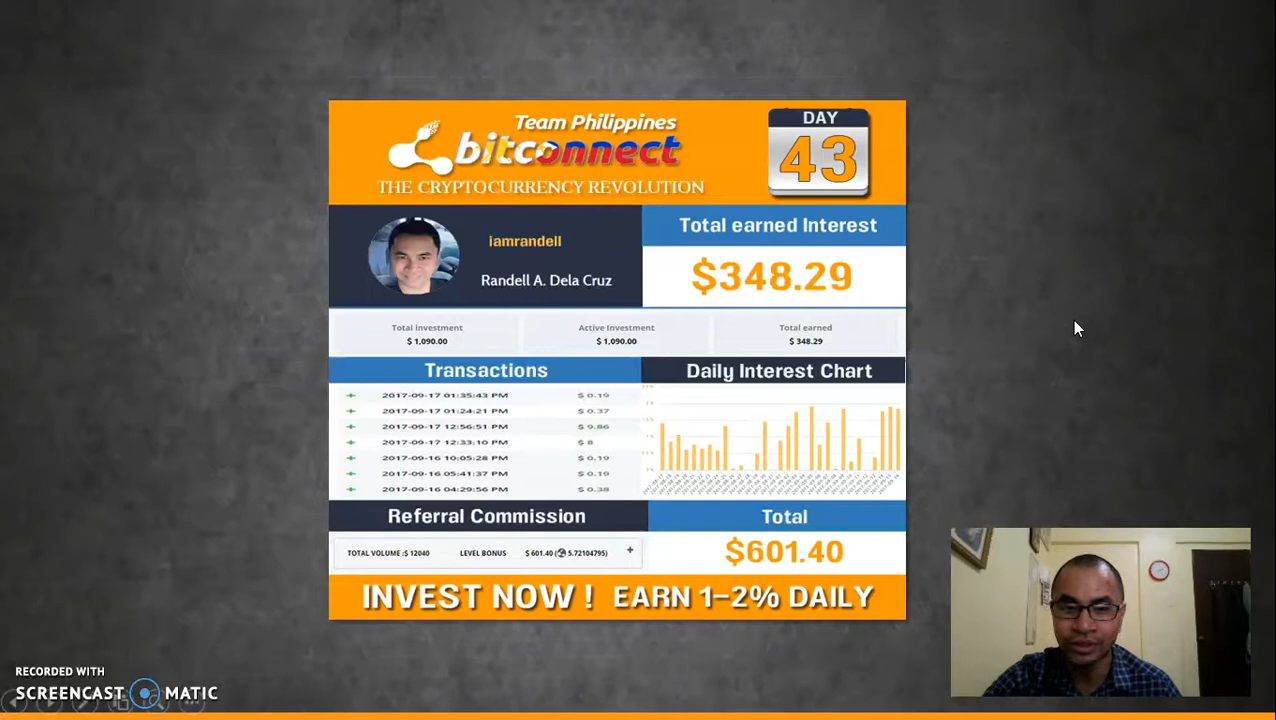 Team Philippines
bitconnect
THE CRYPTOCURRENCY REVOLUTION
DAY
43
iamrandell
Randell A. Dela Cruz
Total earned Interest
$348.29
Total investment
$ 1,090.00
Active Investment
$ 1,090.00
Total earned
$ 348.29
Transactions
2017-09-17 01:35:43 PM $ 0.19
2017-09-17 01:24:21 PM $ 0.37
2017-09-17 12:56:51 PM $ 9.86
2017-09-17 12:33:10 PM $ 8
2017-09-16 10:05:28 PM $ 0.19
2017-09-16 05:41:37 PM $ 0.19
2017-09-16 04:29:56 PM $ 0.38
Daily Interest Chart
Referral Commission
TOTAL VOLUME :$ 12040 LEVEL BONUS $ 601.40 ( 5.72104795) +
Total
$601.40
INVEST NOW ! EARN 1-2% DAILY
RECORDED WITH
SCREENCAST MATIC